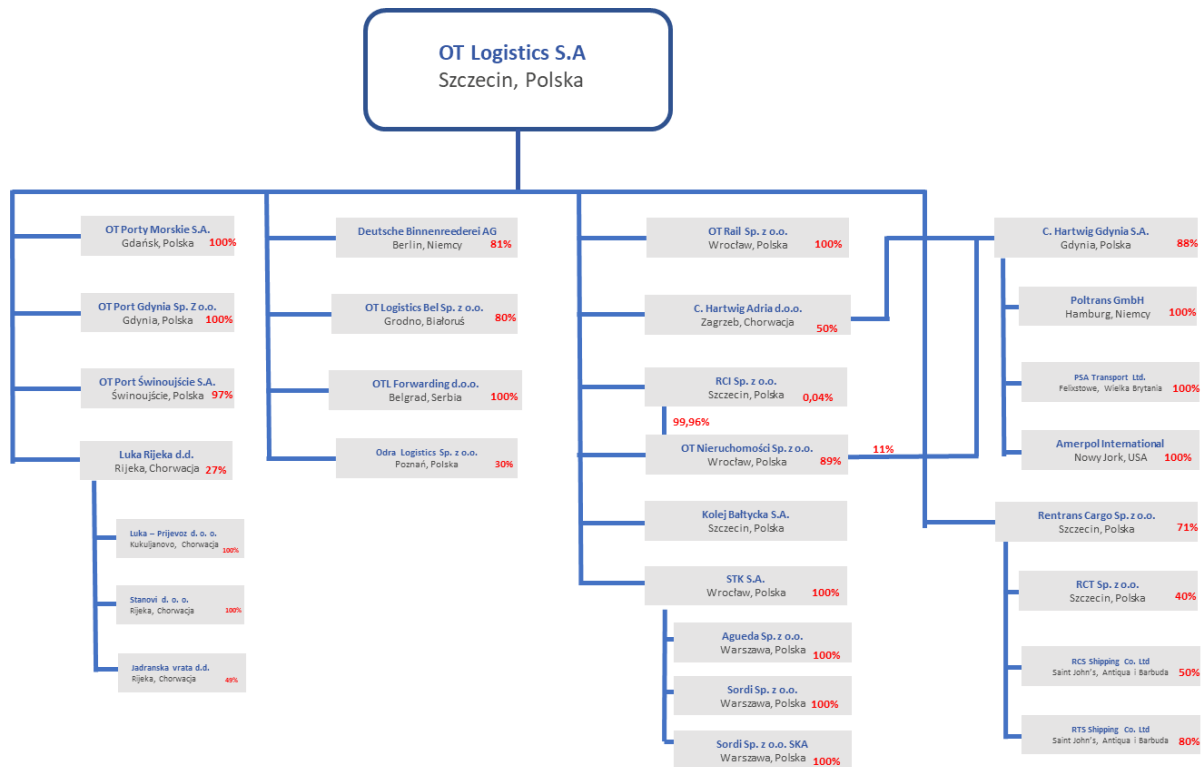 OT Logistics S.A
Szczecin, Polska
OT Porty Morskie S.A.
Gdańsk, Polska 100%
OT Port Gdynia Sp. Z o.o.
Gdynia, Polska 100%
OT Port Świnoujście S.A.
Świnoujście, Polska 97%
Luka Rijeka d.d.
Rijeka, Chorwacja 27%
Luka – Prijevoz d. o. o.
Kukuljanovo, Chorwacja 100%
Stanovi d. o. o.
Rijeka, Chorwacja 100%
Jadranska vrata d.d.
Rijeka, Chorwacja 49%
Deutsche Binnenreederei AG
Berlin, Niemcy 81%
OT Logistics Bel Sp. z o.o.
Grodno, Białoruś 80%
OTL Forwarding d.o.o.
Belgrad, Serbia 100%
Odra Logistics Sp. z o.o.
Poznań, Polska 30%
OT Rail Sp. z o.o.
Wrocław, Polska 100%
C. Hartwig Adria d.o.o.
Zagrzeb, Chorwacja 50%
RCI Sp. z o.o.
Szczecin, Polska 0,04%
99,96%
OT Nieruchomości Sp. z o.o.
Wrocław, Polska 89%
11%
Kolej Bałtycka S.A.
Szczecin, Polska
STK S.A.
Wrocław, Polska 100%
Agueda Sp. z o.o.
Warszawa, Polska 100%
Sordi Sp. z o.o.
Warszawa, Polska 100%
Sordi Sp. z o.o. SKA
Warszawa, Polska 100%
C. Hartwig Gdynia S.A.
Gdynia, Polska 88%
Poltrans GmbH
Hamburg, Niemcy 100%
PSA Transport Ltd.
Felixstowe, Wielka Brytania 100%
Amerpol International
Nowy Jork, USA 100%
Rentrans Cargo Sp. z o.o.
Szczecin, Polska 71%
RCT Sp. z o.o.
Szczecin, Polska 40%
RCS Shipping Co. Ltd
Saint John's, Antiqua i Barbuda 50%
RTS Shipping Co. Ltd
Saint John's, Antiqua i Barbuda 80%